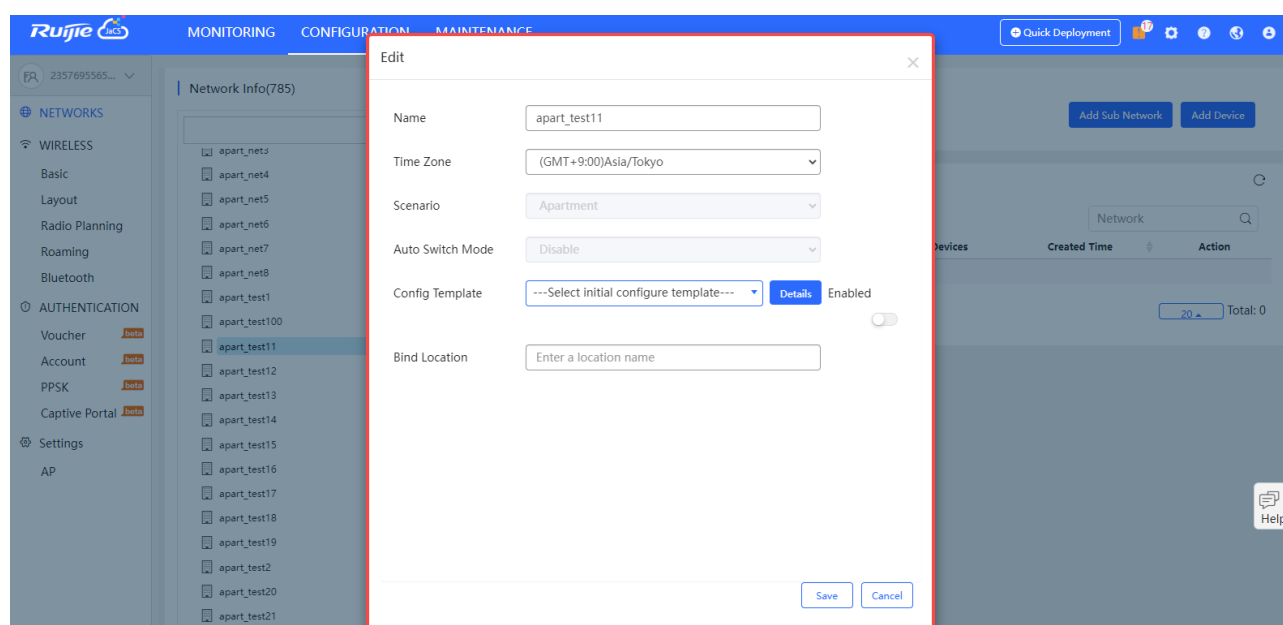 Ruijie JaCS MONITORING CONFIGURATION MAINTENANCE Quick Deployment 17
2357695565...
NETWORKS
WIRELESS
Basic
Layout
Radio Planning
Roaming
Bluetooth
AUTHENTICATION
Voucher beta
Account beta
PPSK beta
Captive Portal beta
Settings
AP
Network Info(785)
apart_net3
apart_net4
apart_net5
apart_net6
apart_net7
apart_net8
apart_test1
apart_test100
apart_test11
apart_test12
apart_test13
apart_test14
apart_test15
apart_test16
apart_test17
apart_test18
apart_test19
apart_test2
apart_test20
apart_test21
Edit
Name apart_test11
Time Zone (GMT+9:00)Asia/Tokyo
Scenario Apartment
Auto Switch Mode Disable
Config Template ---Select initial configure template--- Details Enabled
Bind Location Enter a location name
Save Cancel
Add Sub Network Add Device
Network
Devices Created Time Action
20 Total: 0
Help